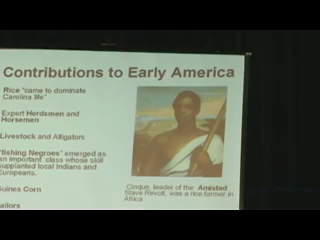 Contributions to Early America
Rice "came to dominate
Carolina life"
Expert Herdsmen and
Horsemen
Livestock and Alligators
"fishing Negroes" emerged as
an important class whose skill
supplanted local Indians and
Europeans.
Guinea Corn
Cinque, leader of the Amistad
Slave Revolt, was a rice farmer in
Africa